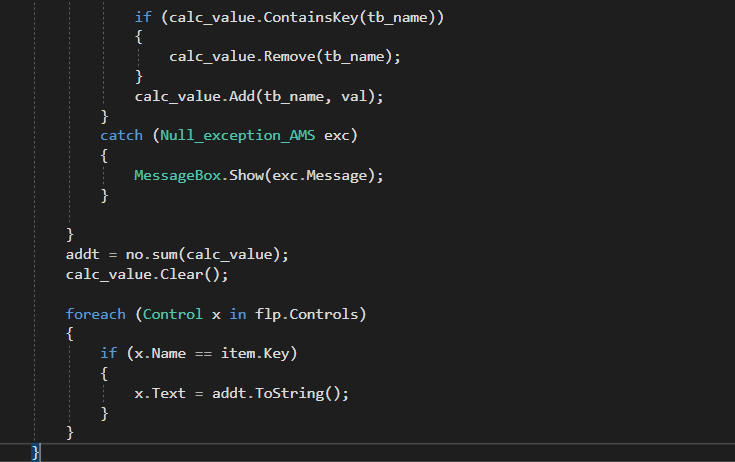 if (calc_value.ContainsKey(tb_name))
{
calc_value.Remove(tb_name);
}
calc_value.Add(tb_name, val);
}
catch (Null_exception_AMS exc)
{
MessageBox.Show(exc.Message);
}
}
addt = no.sum(calc_value);
calc_value.Clear();
foreach (Control x in flp.Controls)
{
if (x.Name == item.Key)
{
x.Text = addt.ToString();
}
}
}